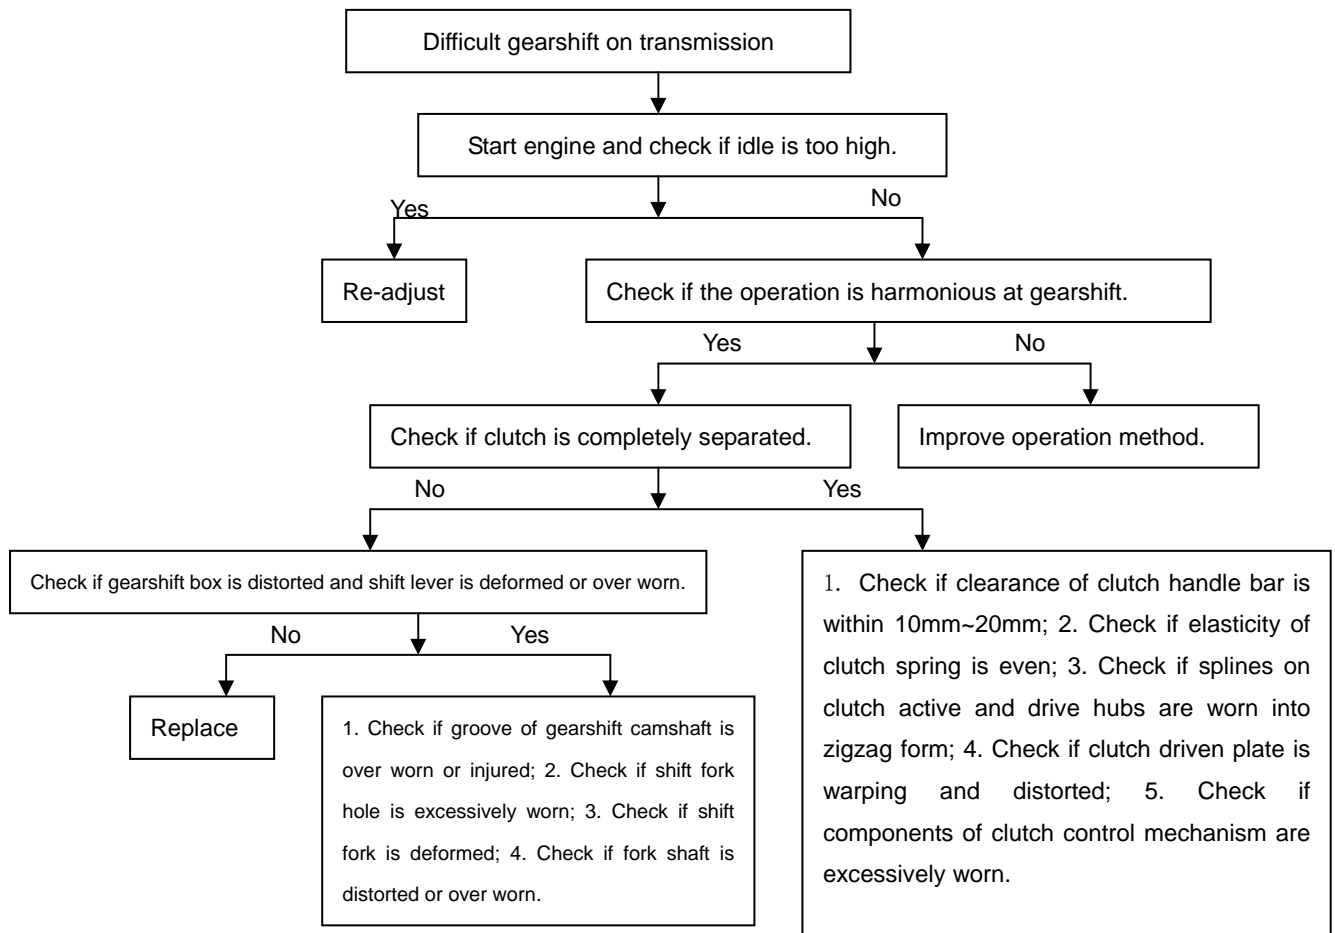 Difficult gearshift on transmission
Start engine and check if idle is too high.
Yes
No
Re-adjust
Check if the operation is harmonious at gearshift.
Yes
No
Check if clutch is completely separated.
Improve operation method.
No
Yes
Check if gearshift box is distorted and shift lever is deformed or over worn.
No
Yes
Replace
1. Check if groove of gearshift camshaft is
over worn or injured; 2. Check if shift fork
hole is excessively worn; 3. Check if shift
fork is deformed; 4. Check if fork shaft is
distorted or over worn.
1. Check if clearance of clutch handle bar is
within 10mm~20mm; 2. Check if elasticity of
clutch spring is even; 3. Check if splines on
clutch active and drive hubs are worn into
zigzag form; 4. Check if clutch driven plate is
warping and distorted; 5. Check if
components of clutch control mechanism are
excessively worn.